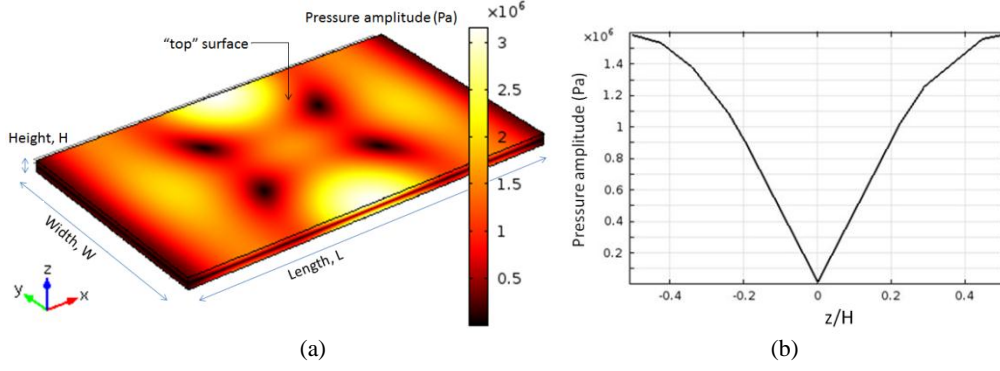 Pressure amplitude (Pa)
×10⁶
"top" surface
3
2.5
2
1.5
1
0.5
Height, H
Width, W
Length, L
z
y
x
(a)
×10⁶
1.4
1.2
1
0.8
0.6
0.4
0.2
Pressure amplitude (Pa)
-0.4
-0.2
0
0.2
0.4
z/H
(b)